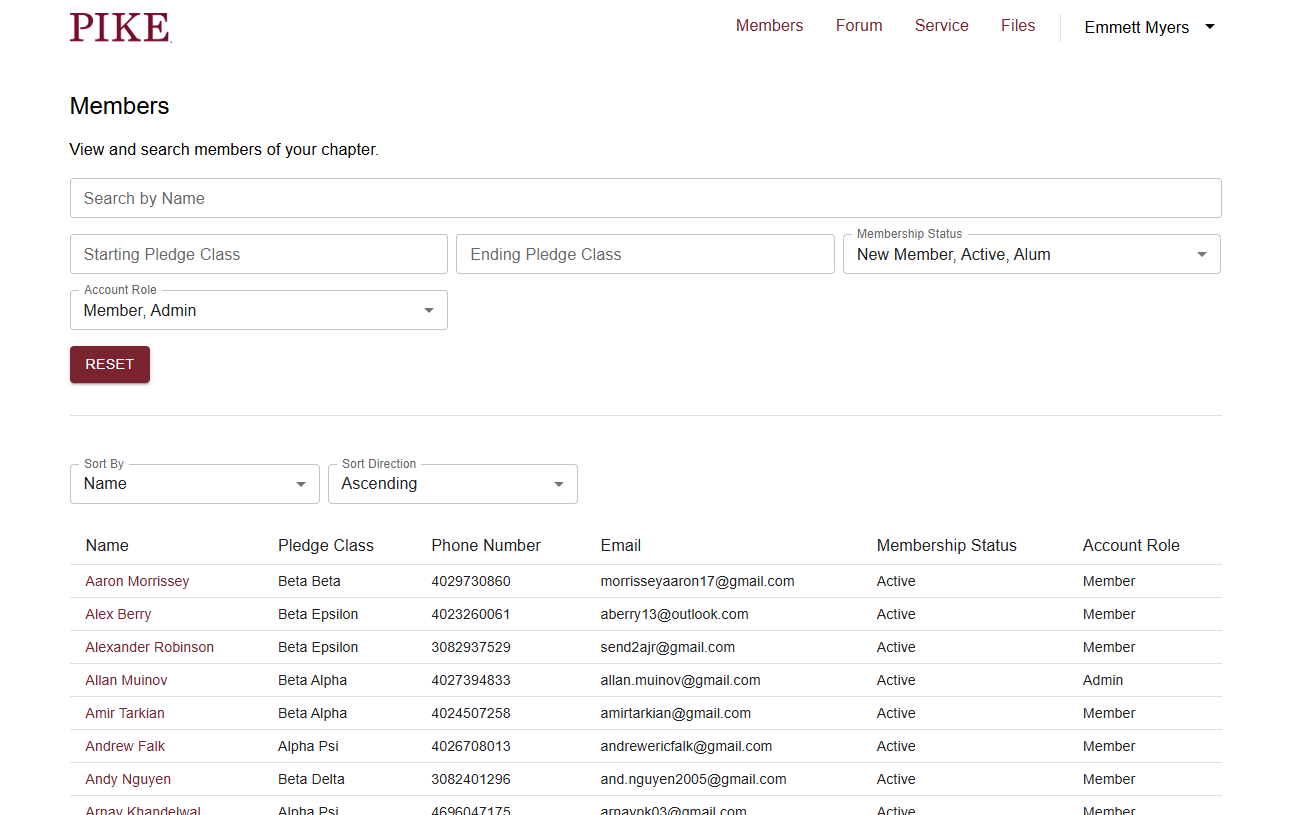 PIKE
Members Forum Service Files Emmett Myers
Members
View and search members of your chapter.
Search by Name
Starting Pledge Class Ending Pledge Class Membership Status New Member, Active, Alum
Account Role
Member, Admin
RESET
Sort By Sort Direction
Name Ascending
Name Pledge Class Phone Number Email Membership Status Account Role
Aaron Morrissey Beta Beta 4029730860 morrisseyaaron17@gmail.com Active Member
Alex Berry Beta Epsilon 4023260061 aberry13@outlook.com Active Member
Alexander Robinson Beta Epsilon 3082937529 send2ajr@gmail.com Active Member
Allan Muinov Beta Alpha 4027394833 allan.muinov@gmail.com Active Admin
Amir Tarkian Beta Alpha 4024507258 amirtarkian@gmail.com Active Member
Andrew Falk Alpha Psi 4026708013 andrewericfalk@gmail.com Active Member
Andy Nguyen Beta Delta 3082401296 and.nguyen2005@gmail.com Active Member
Arnav Khandelwal Alpha Psi 4696047175 arnavpk03@gmail.com Active Member